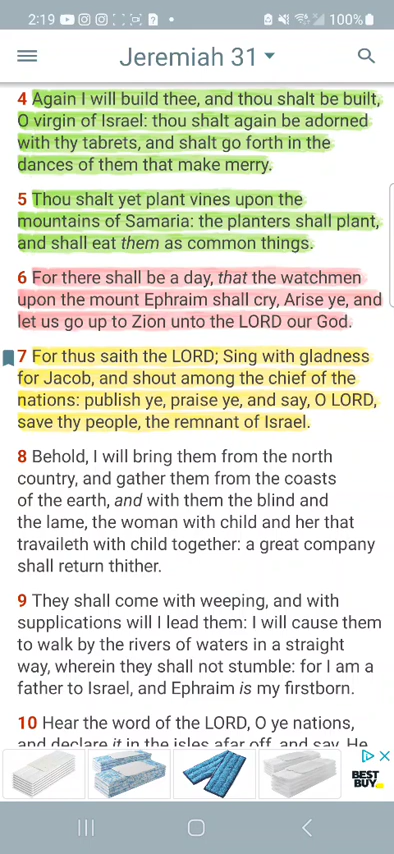 2:19 100%
Jeremiah 31
4 Again I will build thee, and thou shalt be built,
O virgin of Israel: thou shalt again be adorned
with thy tabrets, and shalt go forth in the
dances of them that make merry.
5 Thou shalt yet plant vines upon the
mountains of Samaria: the planters shall plant,
and shall eat them as common things.
6 For there shall be a day, that the watchmen
upon the mount Ephraim shall cry, Arise ye, and
let us go up to Zion unto the LORD our God.
7 For thus saith the LORD; Sing with gladness
for Jacob, and shout among the chief of the
nations: publish ye, praise ye, and say, O LORD,
save thy people, the remnant of Israel.
8 Behold, I will bring them from the north
country, and gather them from the coasts
of the earth, and with them the blind and
the lame, the woman with child and her that
travaileth with child together: a great company
shall return thither.
9 They shall come with weeping, and with
supplications will I lead them: I will cause them
to walk by the rivers of waters in a straight
way, wherein they shall not stumble: for I am a
father to Israel, and Ephraim is my firstborn.
10 Hear the word of the LORD, O ye nations,
and declare it in the isles afar off, and say, He
BEST
BUY